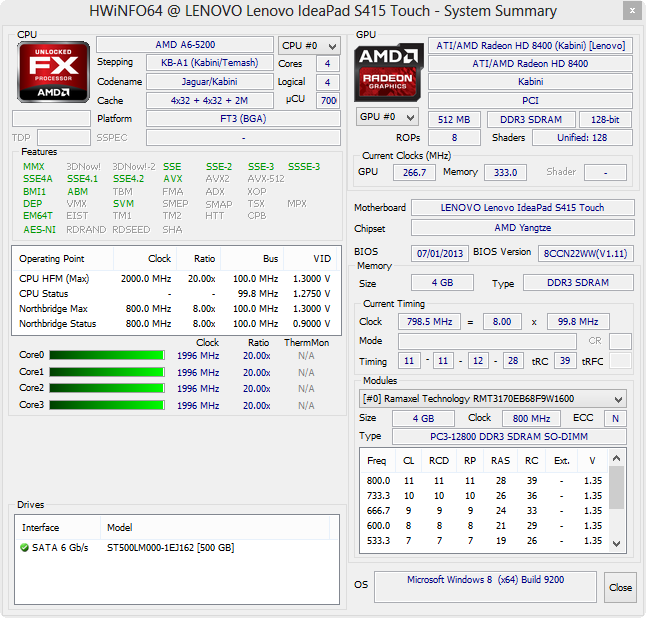 HWiNFO64 @ LENOVO Lenovo IdeaPad S415 Touch - System Summary
CPU
UNLOCKED
FX
PROCESSOR
AMD
AMD A6-5200
CPU #0
Stepping KB-A1 (Kabini/Temash) Cores 4
Codename Jaguar/Kabini Logical 4
Cache 4x32 + 4x32 + 2M µCU 700
Platform FT3 (BGA)
TDP SSPEC -
Features
MMX 3DNow! 3DNow!-2 SSE SSE-2 SSE-3 SSSE-3
SSE4A SSE4.1 SSE4.2 AVX AVX2 AVX-512
BMI1 ABM TBM FMA ADX XOP
DEP VMX SVM SMEP SMAP TSX MPX
EM64T EIST TM1 TM2 HTT CPB
AES-NI RDRAND RDSEED SHA
Operating Point Clock Ratio Bus VID
CPU HFM (Max) 2000.0 MHz 20.00x 100.0 MHz 1.3000 V
CPU Status - - 99.8 MHz 1.2750 V
Northbridge Max 800.0 MHz 8.00x 100.0 MHz 1.3000 V
Northbridge Status 800.0 MHz 8.00x 100.0 MHz 0.9000 V
Clock Ratio ThermMon
Core0 1996 MHz 20.00x N/A
Core1 1996 MHz 20.00x N/A
Core2 1996 MHz 20.00x N/A
Core3 1996 MHz 20.00x N/A
Drives
Interface Model
SATA 6 Gb/s ST500LM000-1EJ162 [500 GB]
GPU
AMD
RADEON
GRAPHICS
ATI/AMD Radeon HD 8400 (Kabini) [Lenovo]
ATI/AMD Radeon HD 8400
Kabini
PCI
GPU #0 512 MB DDR3 SDRAM 128-bit
ROPs 8 Shaders Unified: 128
Current Clocks (MHz)
GPU 266.7 Memory 333.0 Shader -
Motherboard LENOVO Lenovo IdeaPad S415 Touch
Chipset AMD Yangtze
BIOS 07/01/2013 BIOS Version 8CCN22WW(V1.11)
Memory
Size 4 GB Type DDR3 SDRAM
Current Timing
Clock 798.5 MHz = 8.00 x 99.8 MHz
Mode CR
Timing 11 - 11 - 12 - 28 tRC 39 tRFC
Modules
[#0] Ramaxel Technology RMT3170EB68F9W1600
Size 4 GB Clock 800 MHz ECC N
Type PC3-12800 DDR3 SDRAM SO-DIMM
Freq CL RCD RP RAS RC Ext. V
800.0 11 11 11 28 39 - 1.35
733.3 10 10 10 26 36 - 1.35
666.7 9 9 9 24 33 - 1.35
600.0 8 8 8 21 29 - 1.35
533.3 7 7 7 19 26 - 1.35
OS Microsoft Windows 8 (x64) Build 9200
Close